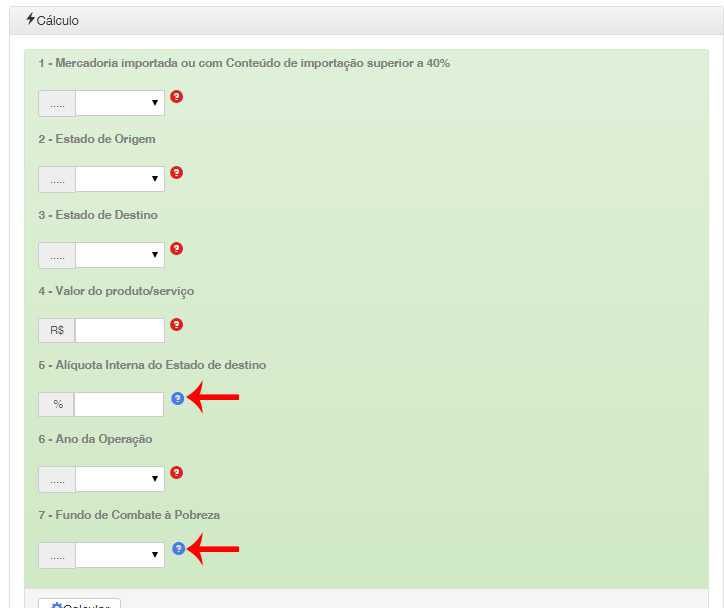 Cálculo
1 - Mercadoria importada ou com Conteúdo de importação superior a 40%
.....
?
2 - Estado de Origem
.....
?
3 - Estado de Destino
.....
?
4 - Valor do produto/serviço
R$
?
5 - Alíquota Interna do Estado de destino
%
?
6 - Ano da Operação
.....
?
7 - Fundo de Combate à Pobreza
.....
?
Calcular